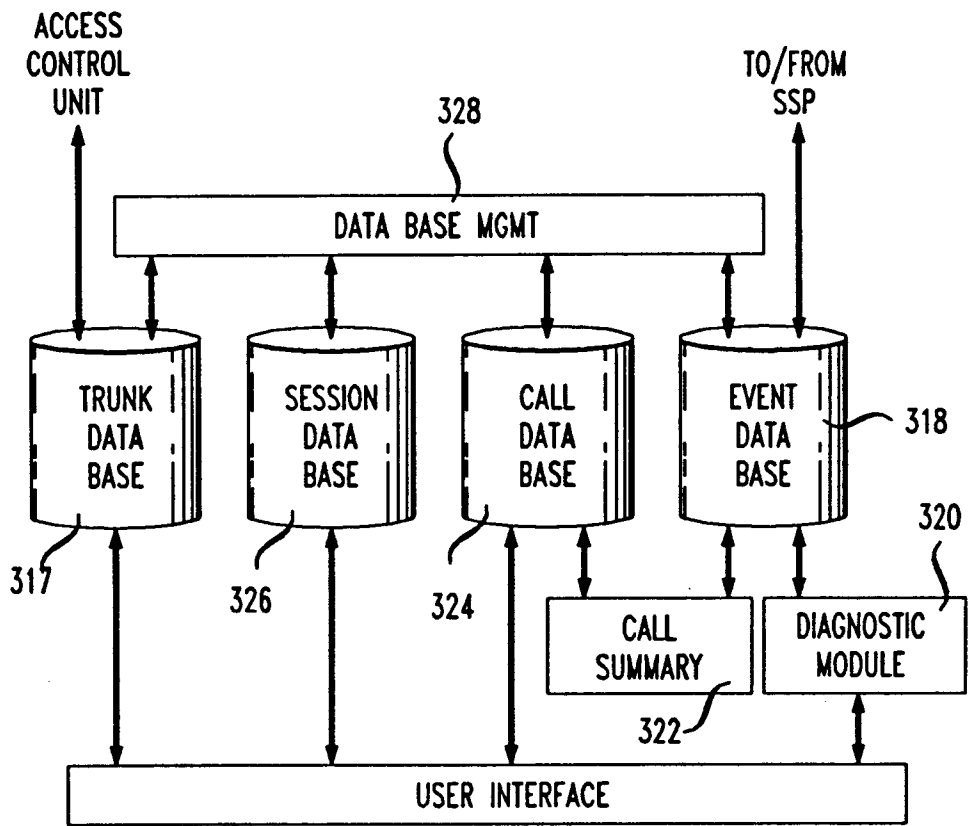 ACCESS
CONTROL
UNIT
TO/FROM
SSP
328
DATA BASE MGMT
TRUNK
DATA
BASE
SESSION
DATA
BASE
CALL
DATA
BASE
EVENT
DATA
BASE
318
317
326
324
320
CALL
SUMMARY
DIAGNOSTIC
MODULE
322
USER INTERFACE